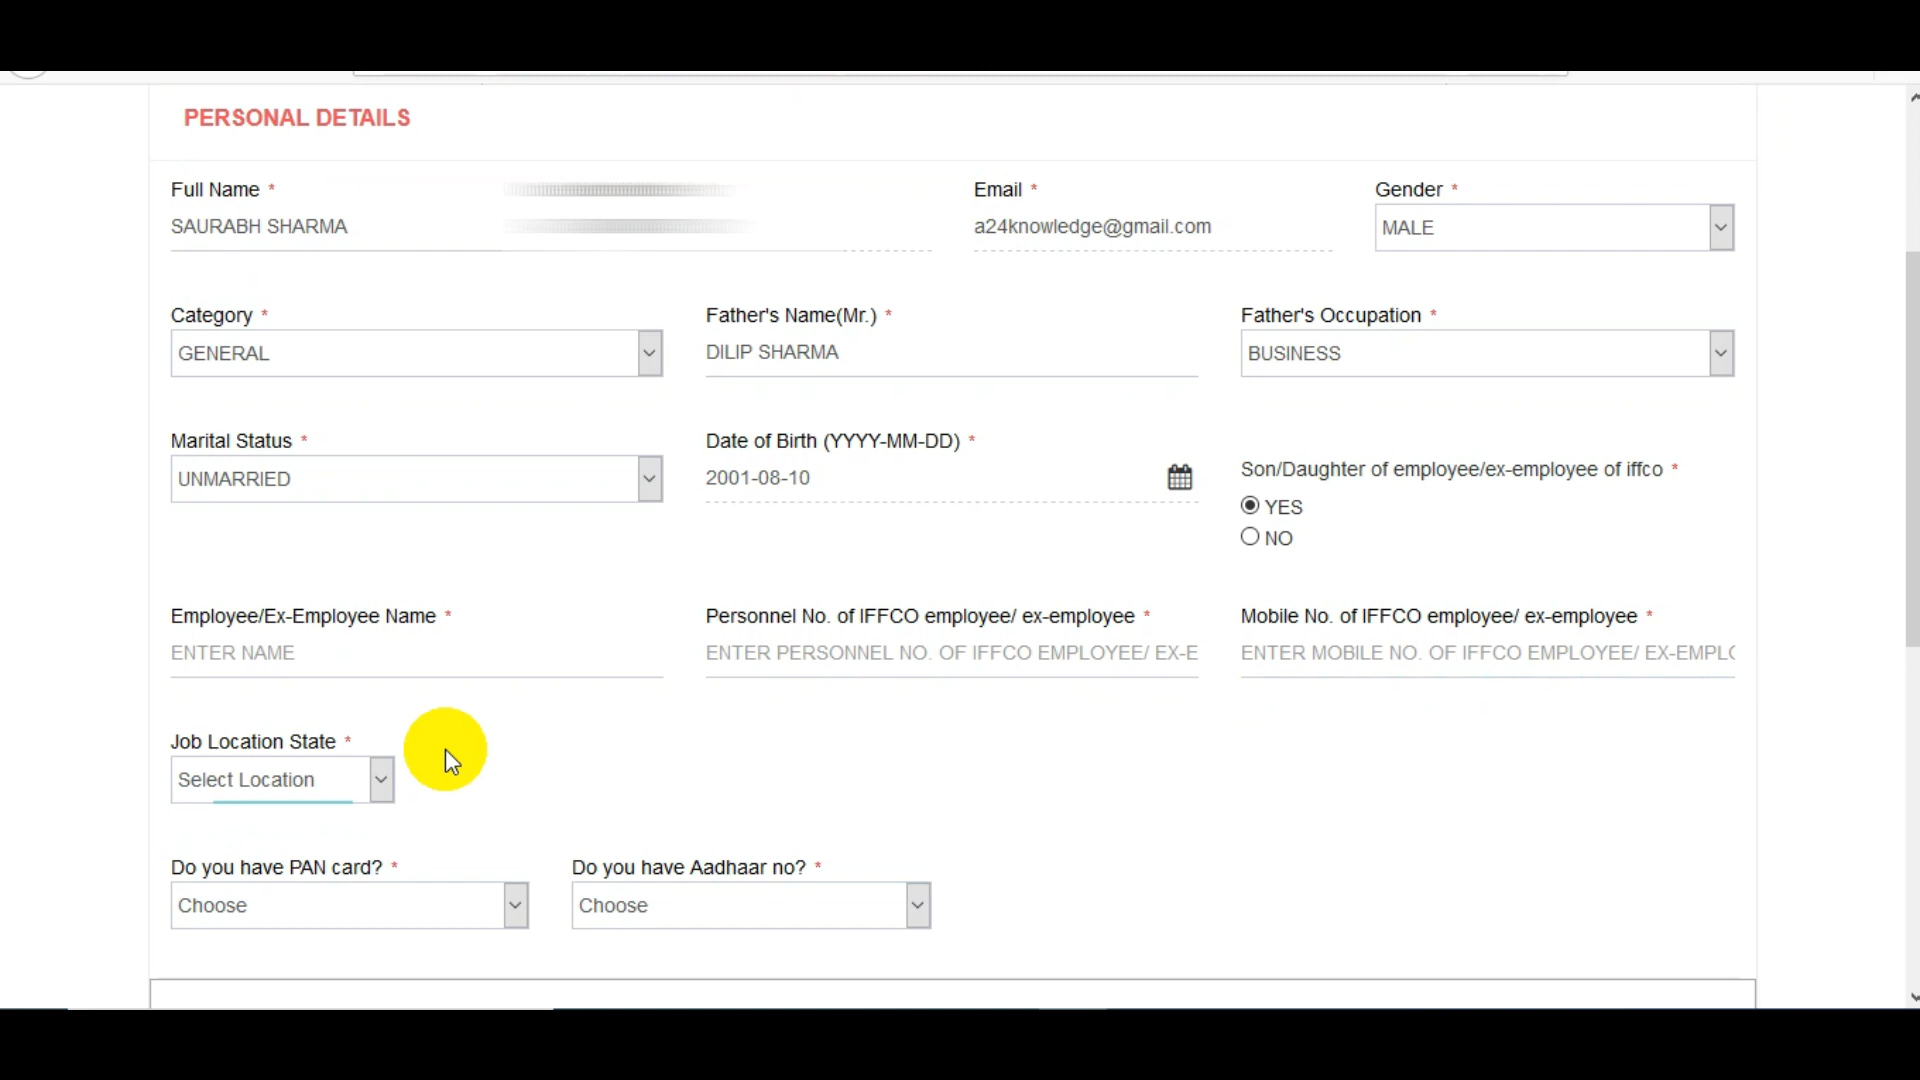 PERSONAL DETAILS
Full Name *
Email *
Gender *
SAURABH SHARMA
a24knowledge@gmail.com
MALE
Category *
Father's Name(Mr.) *
Father's Occupation *
GENERAL
DILIP SHARMA
BUSINESS
Marital Status *
Date of Birth (YYYY-MM-DD) *
Son/Daughter of employee/ex-employee of iffco *
UNMARRIED
2001-08-10
YES
NO
Employee/Ex-Employee Name *
Personnel No. of IFFCO employee/ ex-employee *
Mobile No. of IFFCO employee/ ex-employee *
ENTER NAME
ENTER PERSONNEL NO. OF IFFCO EMPLOYEE/ EX-E
ENTER MOBILE NO. OF IFFCO EMPLOYEE/ EX-EMPLO
Job Location State *
Select Location
Do you have PAN card? *
Do you have Aadhaar no? *
Choose
Choose